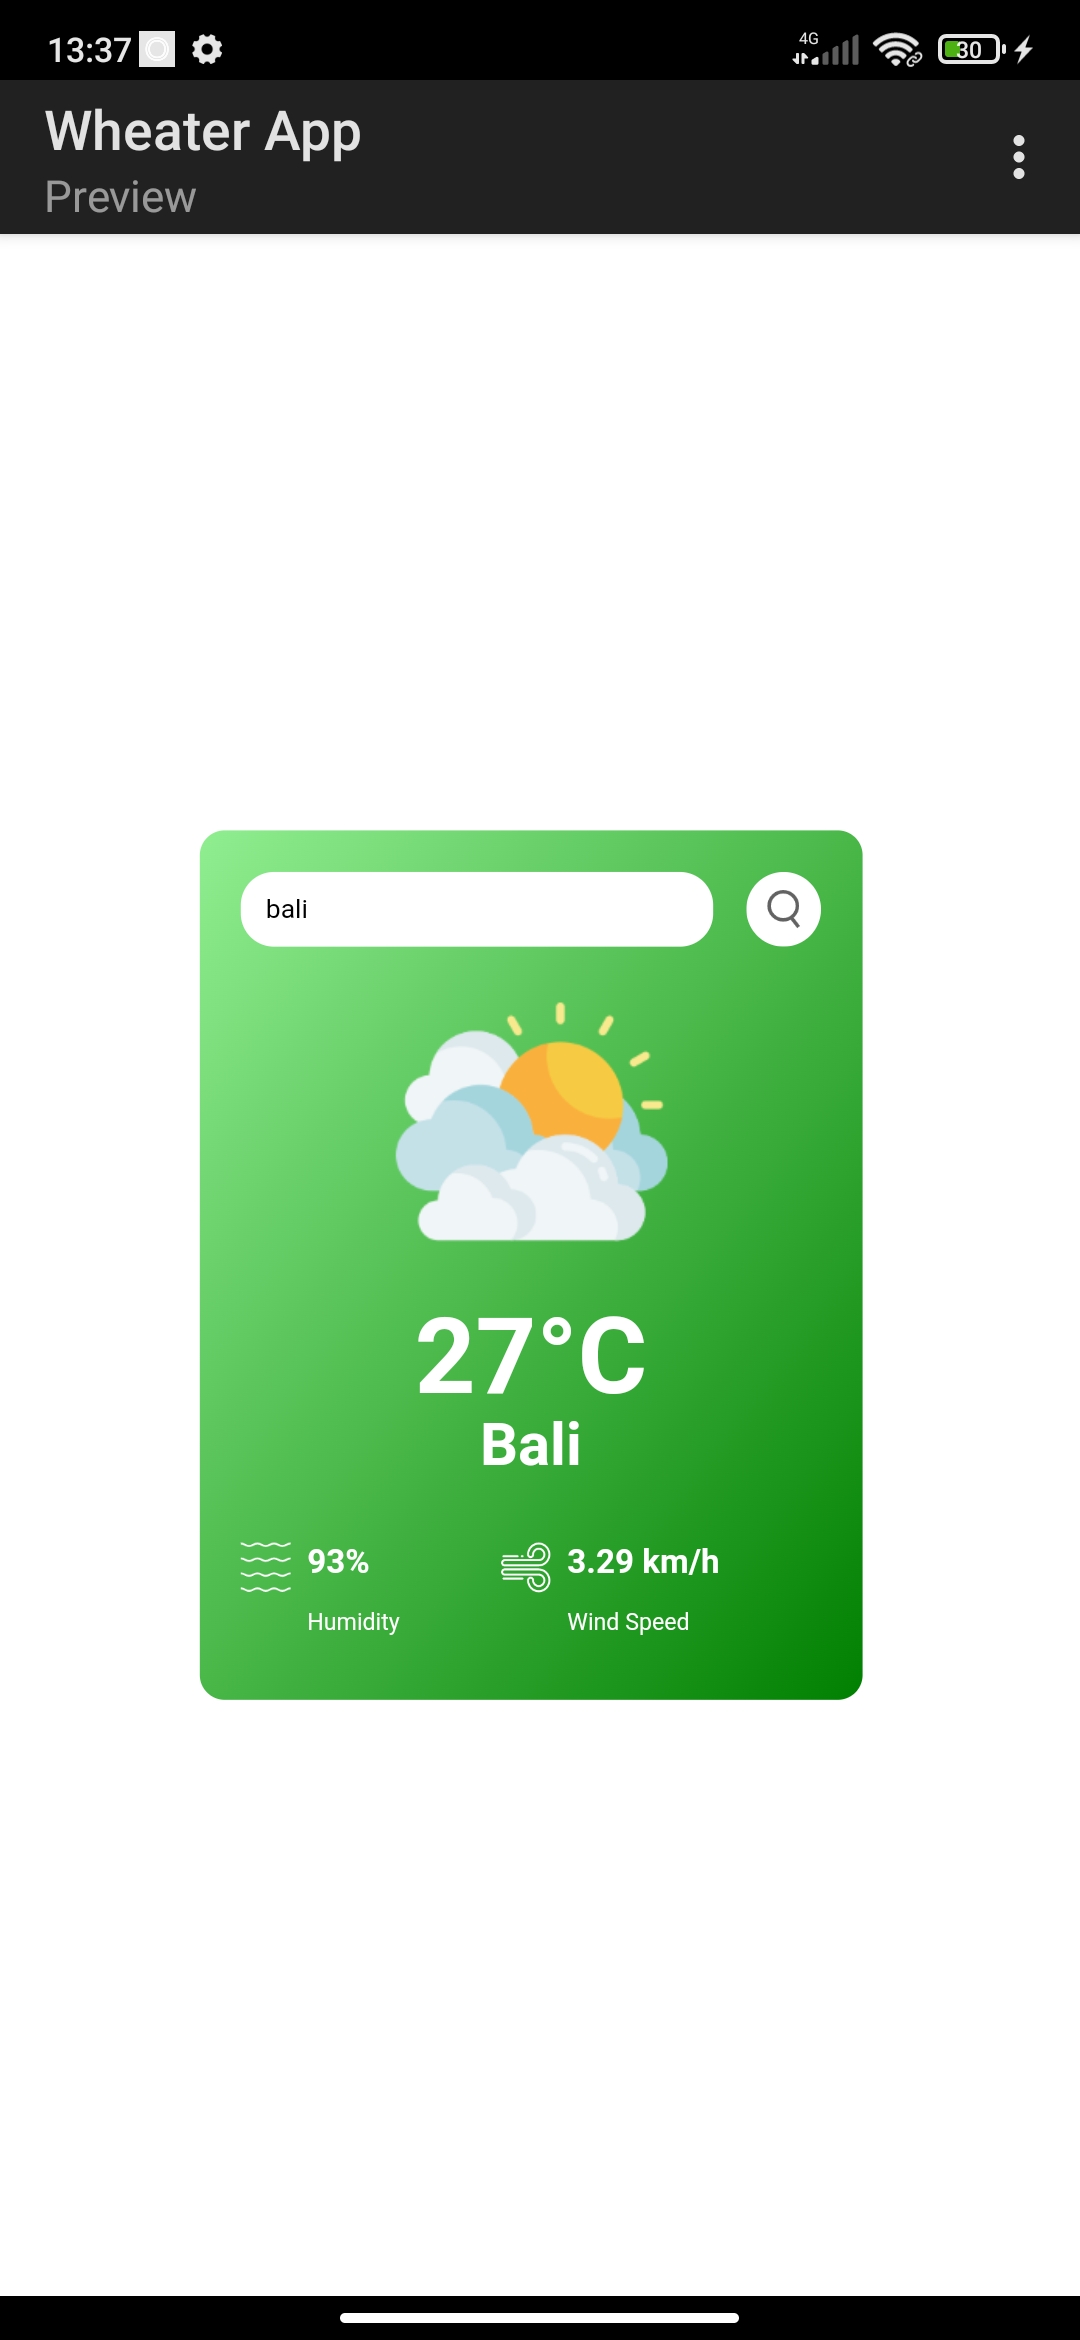 13:37
4G
30
Wheater App
Preview
bali
27°C
Bali
93%
3.29 km/h
Humidity
Wind Speed